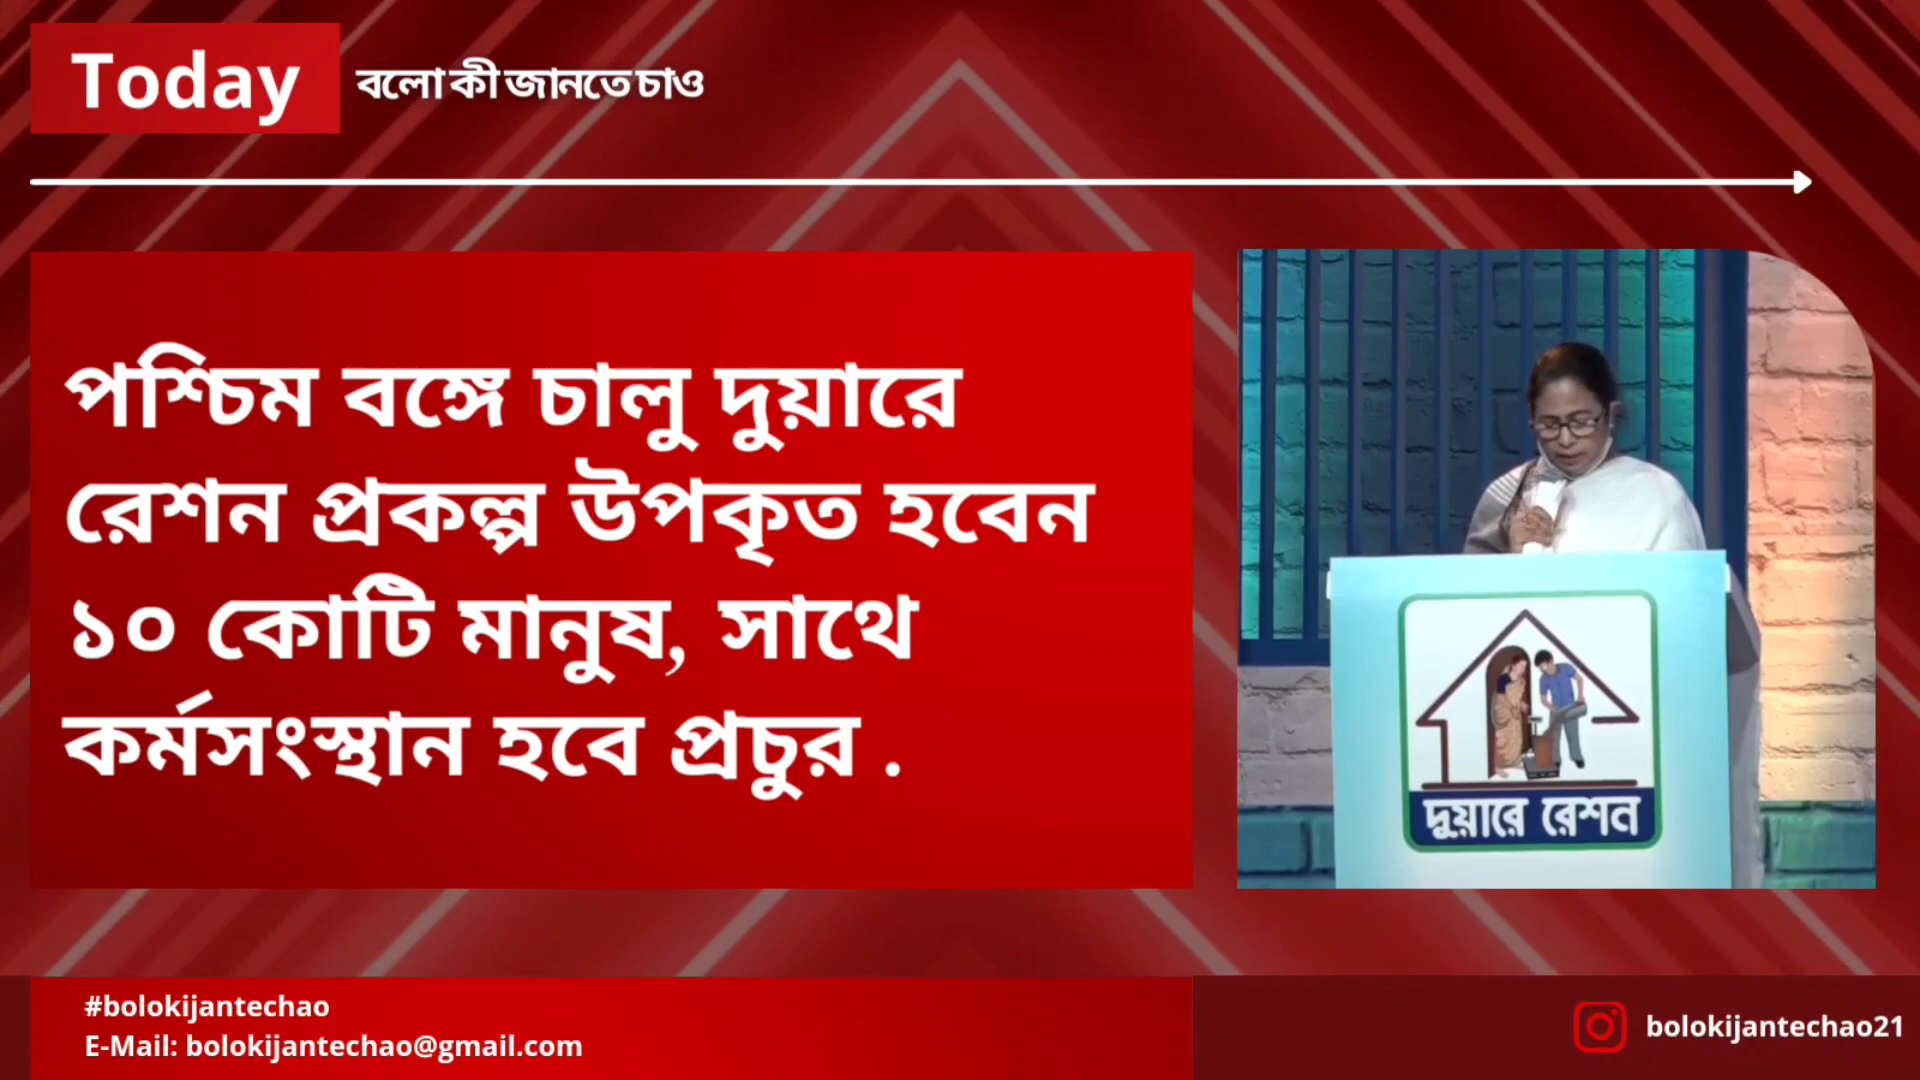 Today
বলো কী জানতে চাও
পশ্চিম বঙ্গে চালু দুয়ারে
রেশন প্রকল্প উপকৃত হবেন
১০ কোটি মানুষ, সাথে
কর্মসংস্থান হবে প্রচুর .
দুয়ারে রেশন
#bolokijantechao
E-Mail: bolokijantechao@gmail.com
bolokijantechao21